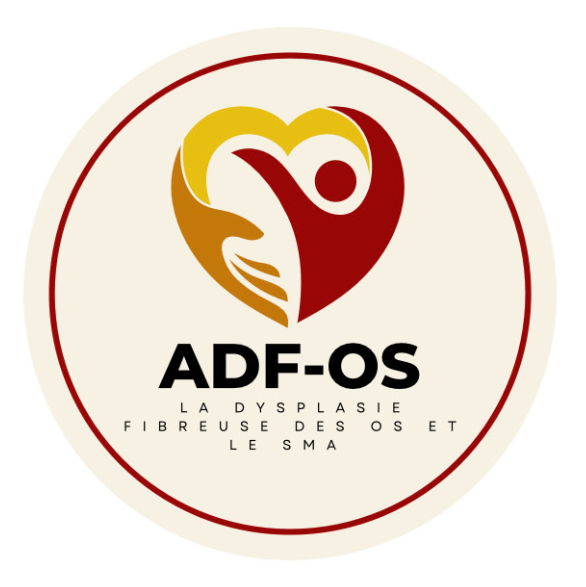 ADF-OS
LA DYSPLASIE
FIBREUSE DES OS ET
LE SMA